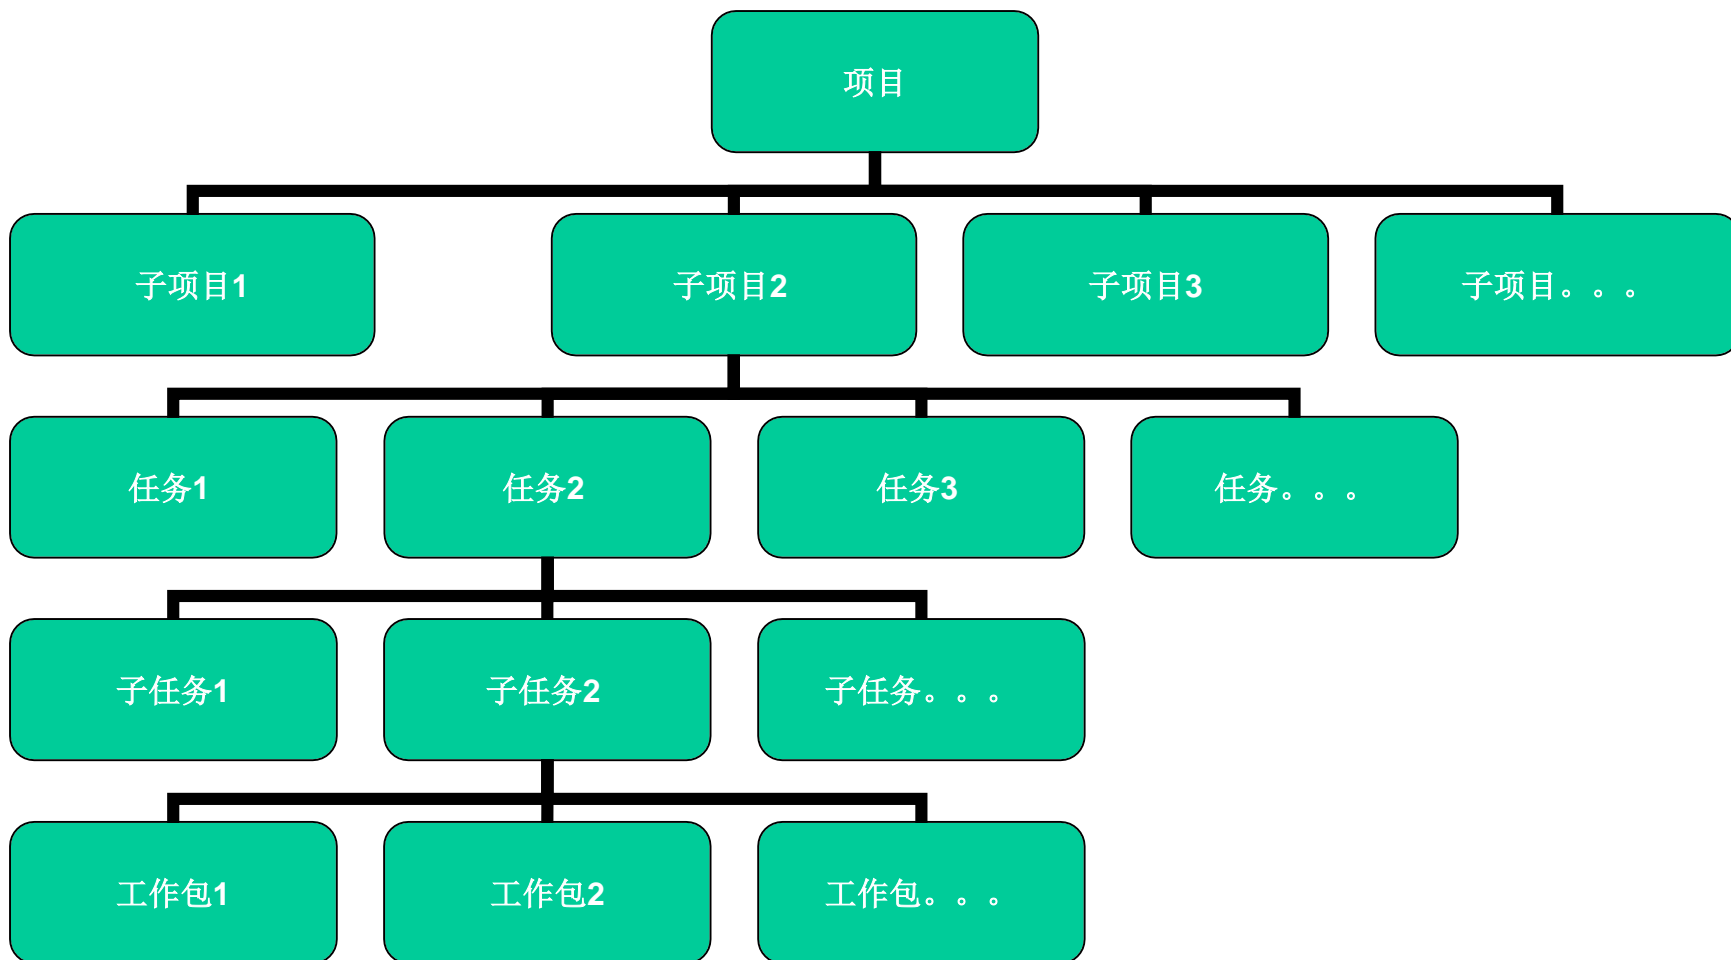 项目
子项目1
子项目2
子项目3
子项目。。。
任务1
任务2
任务3
任务。。。
子任务1
子任务2
子任务。。。
工作包1
工作包2
工作包。。。